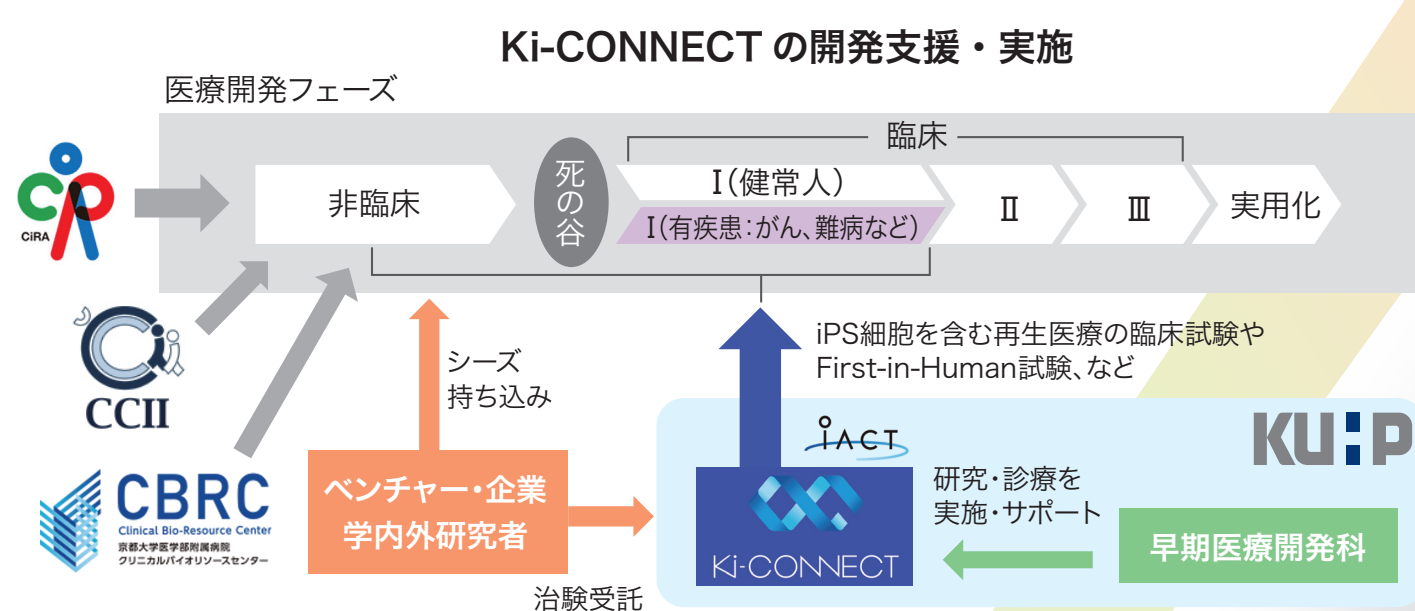 Ki-CONNECT の開発支援・実施
医療開発フェーズ
臨床
非臨床
死の谷
I(健常人)
I(有疾患:がん、難病など)
Ⅱ
Ⅲ
実用化
CiRA
CCII
シーズ
持ち込み
iPS細胞を含む再生医療の臨床試験や
First-in-Human試験、など
CBRC
Clinical Bio-Resource Center
京都大学医学部附属病院
クリニカルバイオリソースセンター
ベンチャー・企業
学内外研究者
治験受託
iACT
Ki-CONNECT
KUHP
研究・診療を
実施・サポート
早期医療開発科